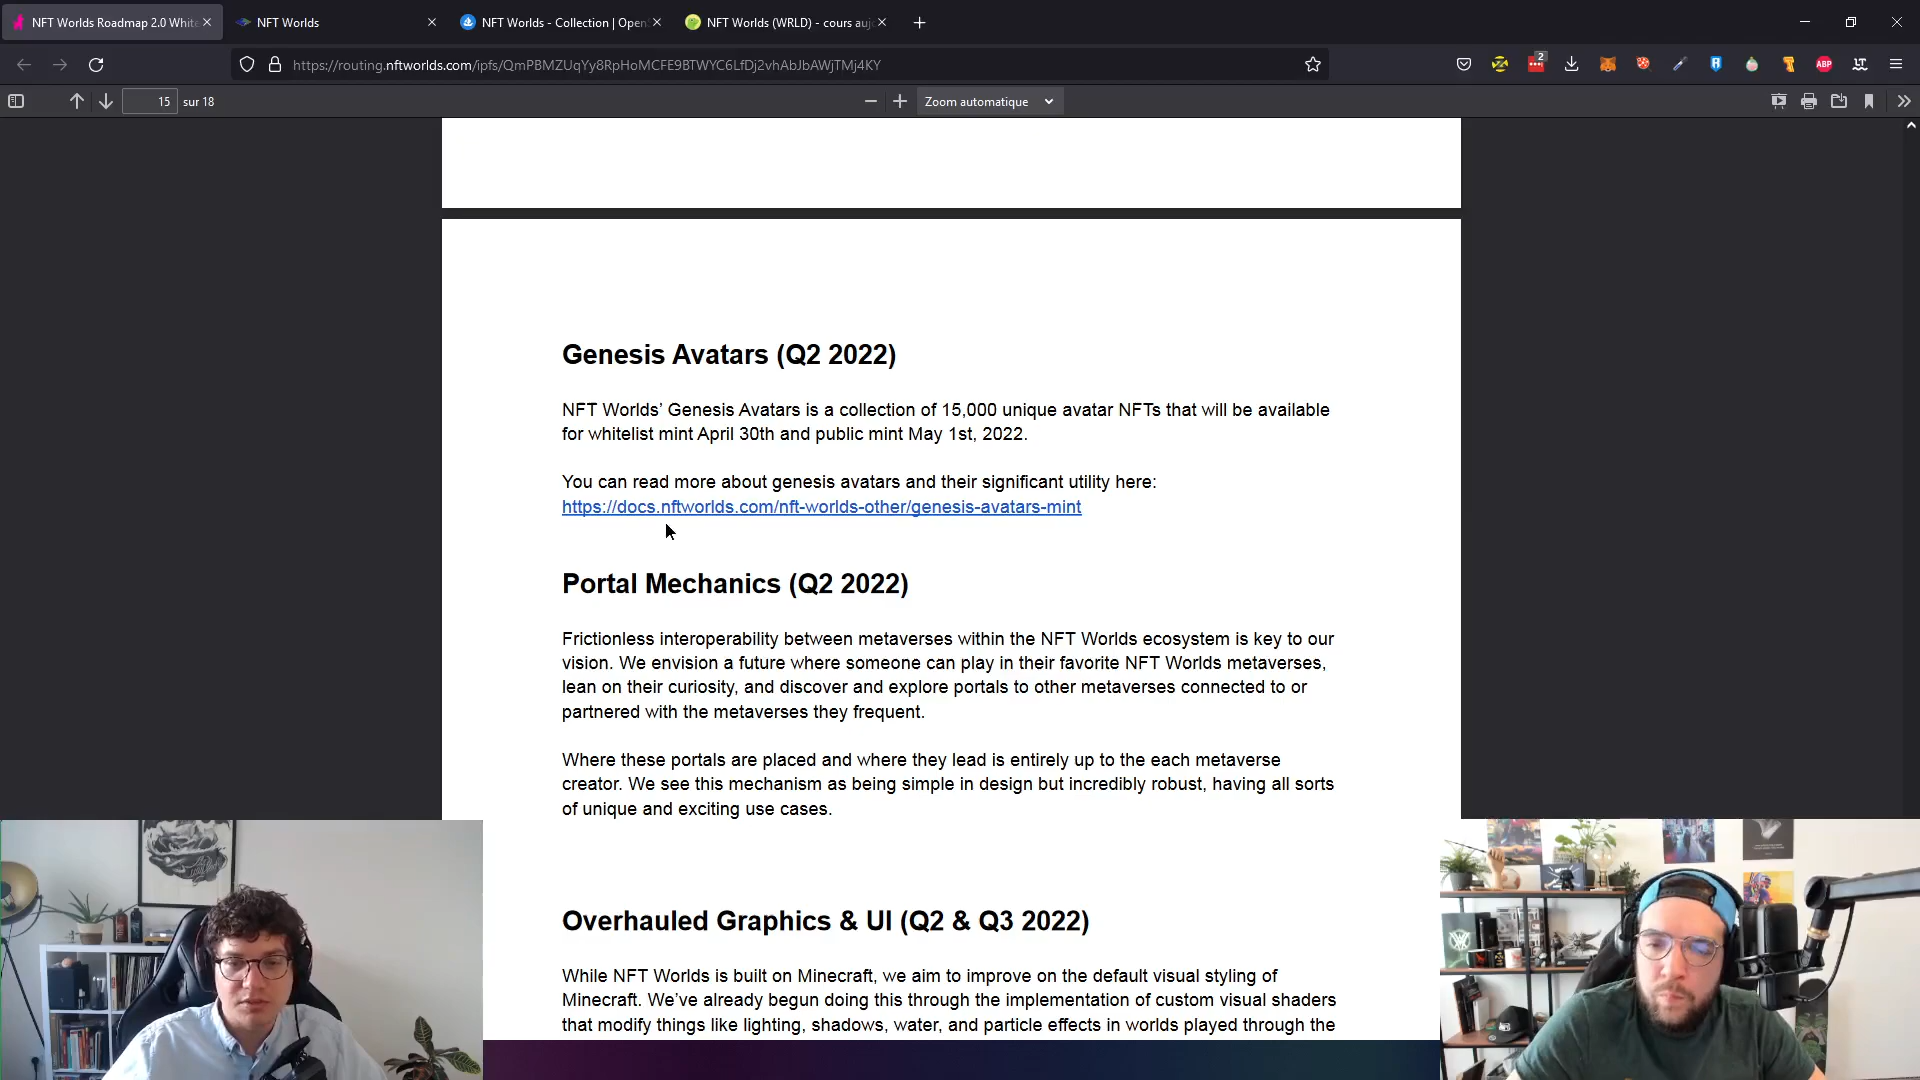 NFT Worlds Roadmap 2.0 White
NFT Worlds
NFT Worlds - Collection | OpenS
NFT Worlds (WRLD) - cours auj
https://routing.nftworlds.com/ipfs/QmPBMZUqYy8RpHoMCFE9BTWYC6LfDj2vhAbJbAWjTMj4KY
2
ABP
15 sur 18
Zoom automatique
Genesis Avatars (Q2 2022)
NFT Worlds’ Genesis Avatars is a collection of 15,000 unique avatar NFTs that will be available
for whitelist mint April 30th and public mint May 1st, 2022.
You can read more about genesis avatars and their significant utility here:
https://docs.nftworlds.com/nft-worlds-other/genesis-avatars-mint
Portal Mechanics (Q2 2022)
Frictionless interoperability between metaverses within the NFT Worlds ecosystem is key to our
vision. We envision a future where someone can play in their favorite NFT Worlds metaverses,
lean on their curiosity, and discover and explore portals to other metaverses connected to or
partnered with the metaverses they frequent.
Where these portals are placed and where they lead is entirely up to the each metaverse
creator. We see this mechanism as being simple in design but incredibly robust, having all sorts
of unique and exciting use cases.
Overhauled Graphics & UI (Q2 & Q3 2022)
While NFT Worlds is built on Minecraft, we aim to improve on the default visual styling of
Minecraft. We’ve already begun doing this through the implementation of custom visual shaders
that modify things like lighting, shadows, water, and particle effects in worlds played through the